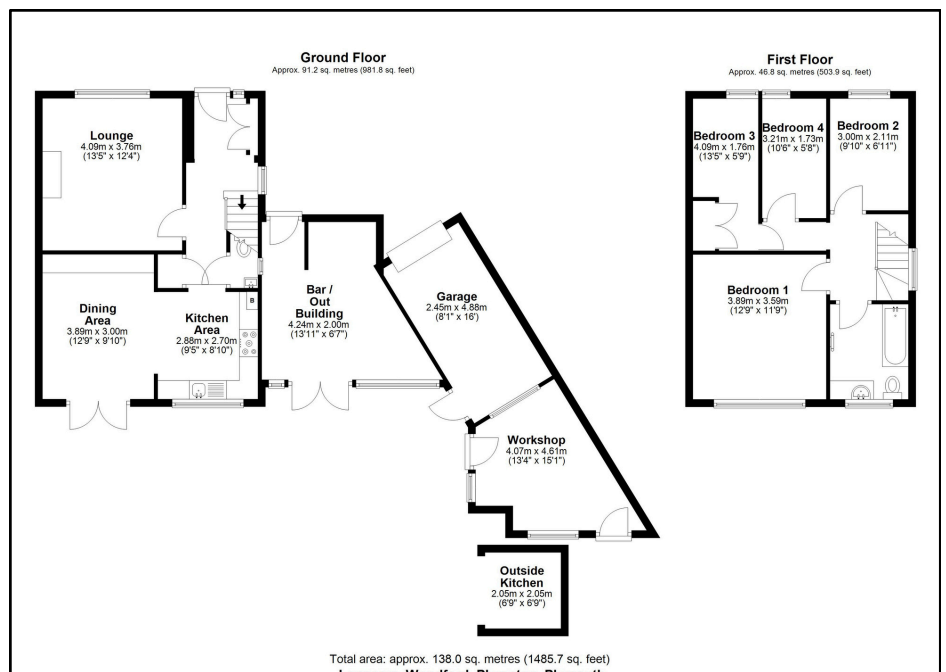 Ground Floor
Approx. 91.2 sq. metres (981.8 sq. feet)
First Floor
Approx. 46.8 sq. metres (503.9 sq. feet)
Lounge
4.09m x 3.76m
(13'5" x 12'4")
Bedroom 3
4.09m x 1.76m
(13'5" x 5'9")
Bedroom 4
3.21m x 1.73m
(10'6" x 5'8")
Bedroom 2
3.00m x 2.11m
(9'10" x 6'11")
Dining
Area
3.89m x 3.00m
(12'9" x 9'10")
Kitchen
Area
2.88m x 2.70m
(9'5" x 8'10")
B
Bar /
Out
Building
4.24m x 2.00m
(13'11" x 6'7")
Garage
2.45m x 4.88m
(8'1" x 16')
Bedroom 1
3.89m x 3.59m
(12'9" x 11'9")
Workshop
4.07m x 4.61m
(13'4" x 15'1")
Outside
Kitchen
2.05m x 2.05m
(6'9" x 6'9")
Total area: approx. 138.0 sq. metres (1485.7 sq. feet)